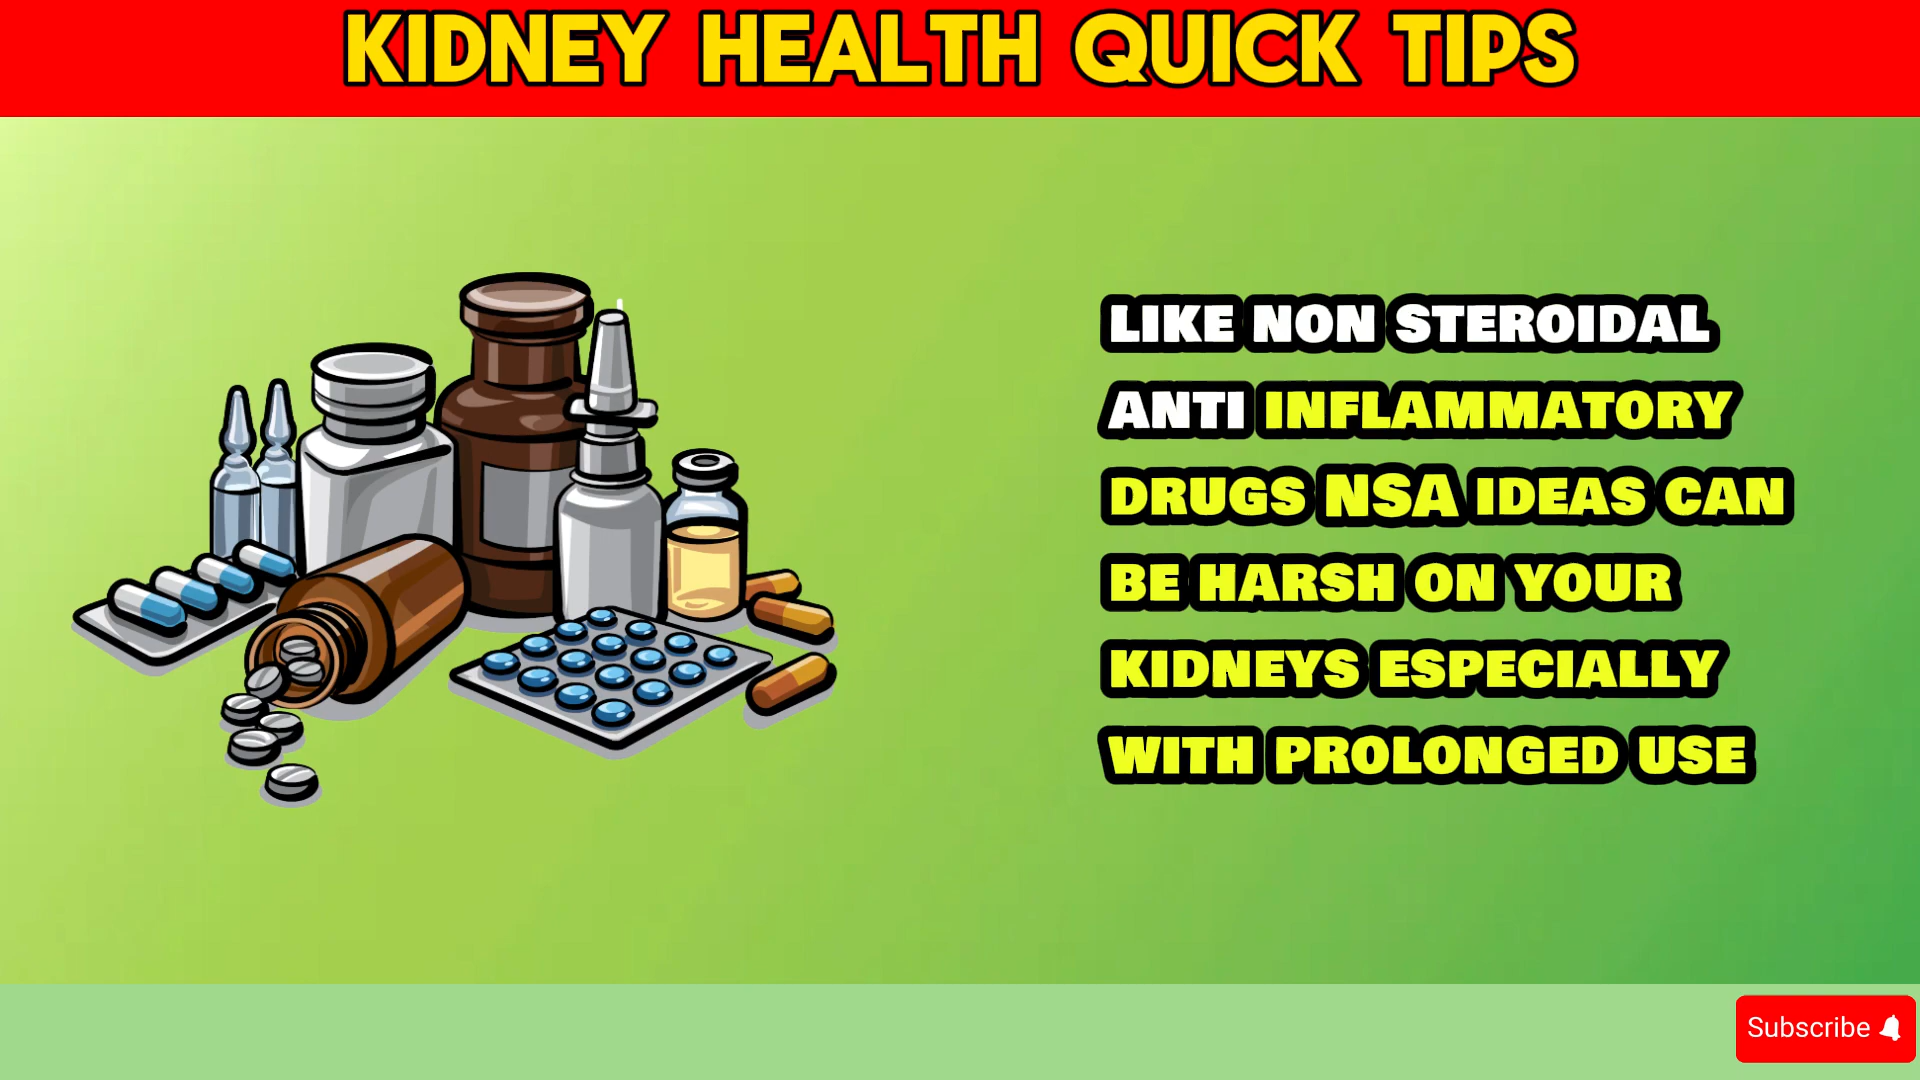 KIDNEY HEALTH QUICK TIPS
LIKE NON STEROIDAL
ANTI INFLAMMATORY
DRUGS NSA IDEAS CAN
BE HARSH ON YOUR
KIDNEYS ESPECIALLY
WITH PROLONGED USE
Subscribe